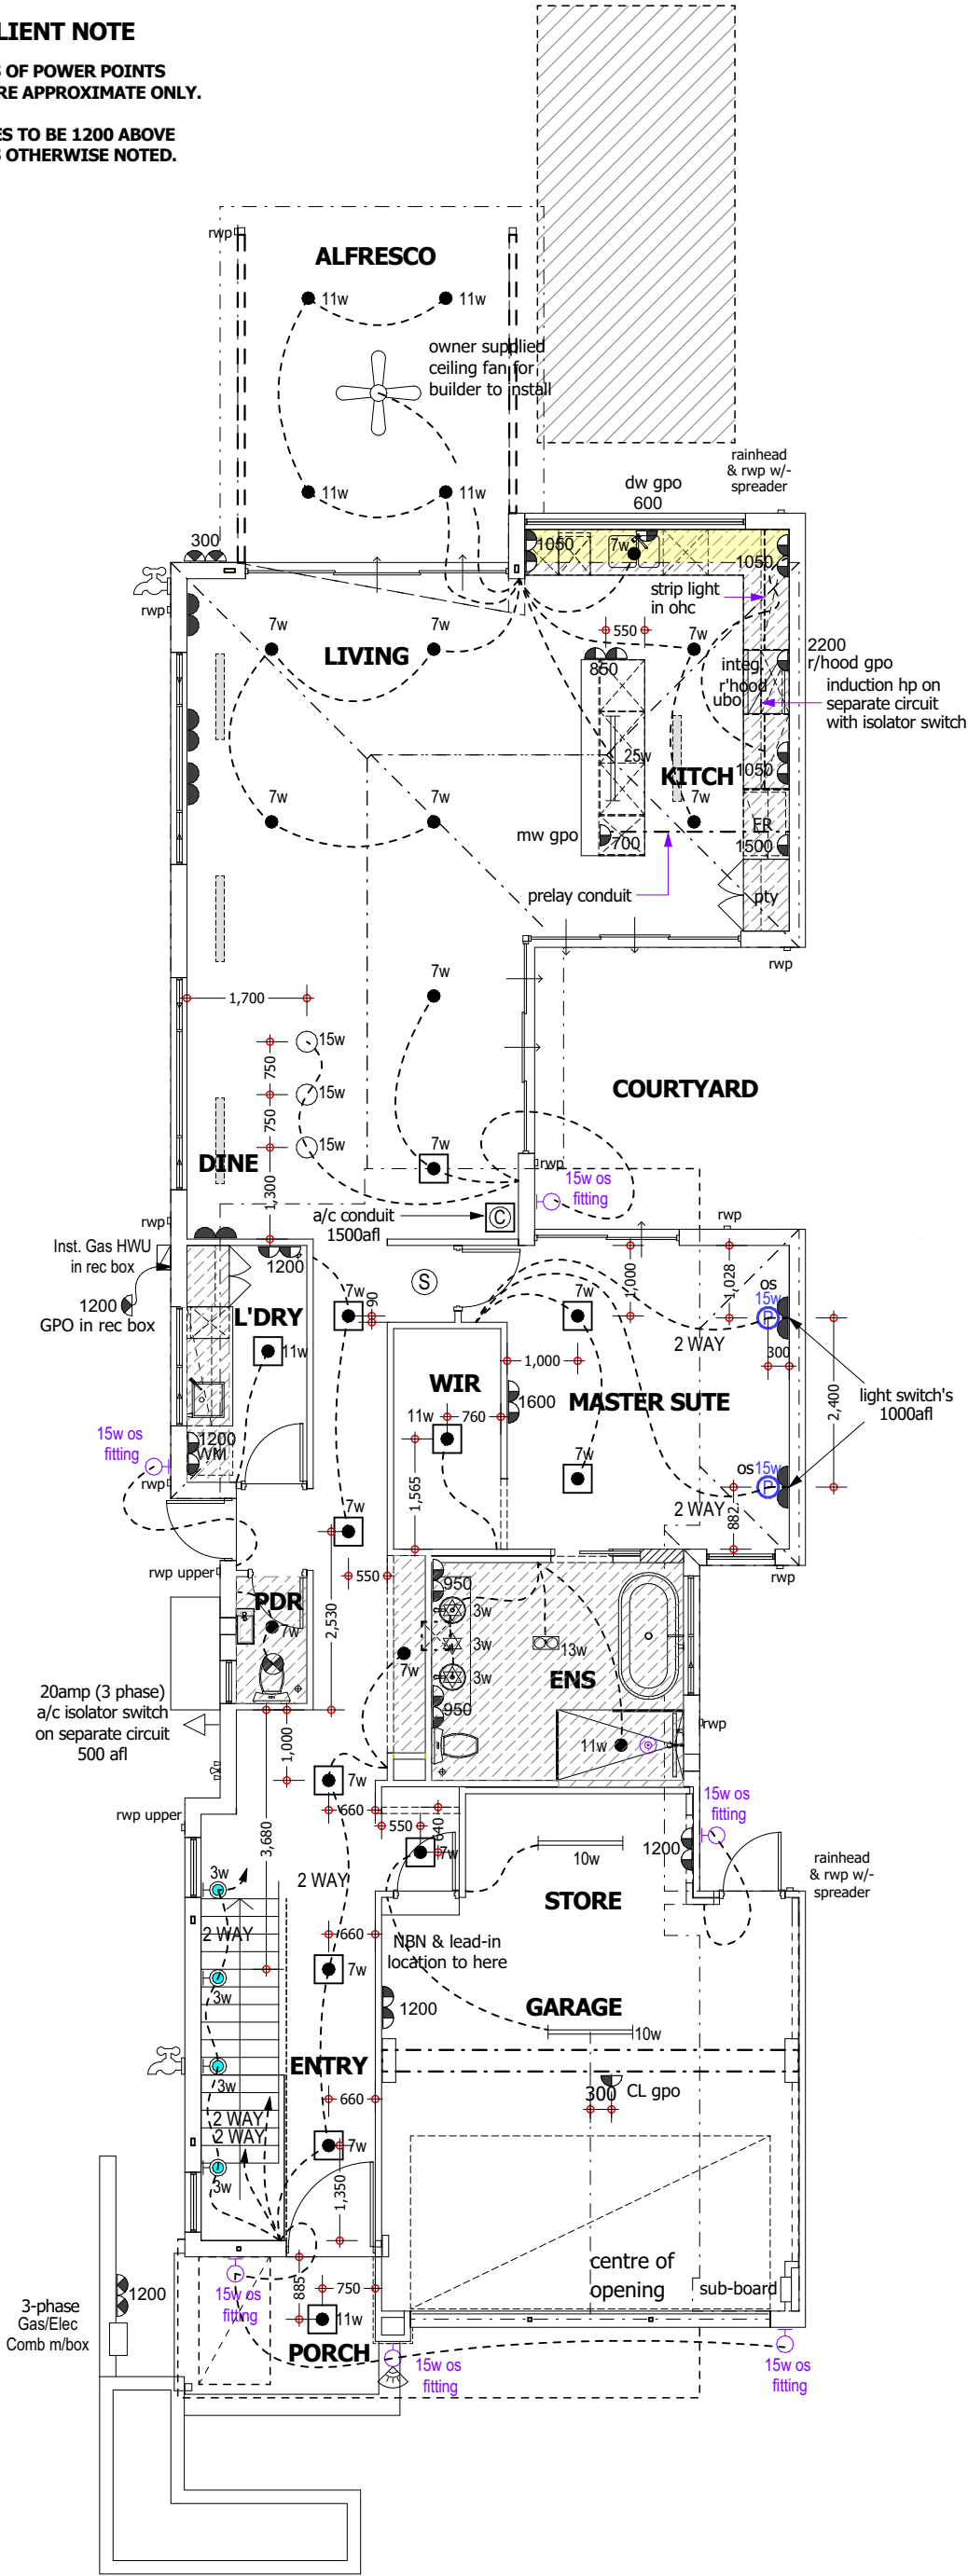 LIENT NOTE
S OF POWER POINTS
RE APPROXIMATE ONLY.
ES TO BE 1200 ABOVE
S OTHERWISE NOTED.
rwp
ALFRESCO
11w
11w
owner supplied
ceiling fan for
builder to install
11w
11w
rainhead
& rwp w/-
spreader
dw gpo
600
300
1050
7w
1050
rwp
strip light
in ohc
7w
7w
LIVING
550
7w
850
integ.
r'hood
ubo
2200
r/hood gpo
induction hp on
separate circuit
with isolator switch
25w
KITCH
1050
7w
7w
7w
mw gpo
700
FR
1500
prelay conduit
pty
rwp
7w
1,700
15w
750
15w
750
15w
COURTYARD
DINE
7w
1,300
rwp
15w os
fitting
a/c conduit
1500afl
C
rwp
rwp
Inst. Gas HWU
in rec box
1200
GPO in rec box
1200
S
1,000
1,028
os
15w
P
L'DRY
7w
90
7w
2 WAY
300
11w
1,000
WIR
1600
MASTER SUTE
2,400
light switch's
1000afl
11w
760
15w os
fitting
1200
WM
rwp
1,565
7w
os
15w
P
2 WAY
882
7w
rwp upper
550
rwp
PDR
7w
2,530
950
3w
3w
3w
7w
13w
ENS
950
20amp (3 phase)
a/c isolator switch
on separate circuit
500 afl
11w
rwp
1,000
7w
rwp upper
660
550
640
7w
15w os
fitting
1200
10w
3,680
2 WAY
3w
rainhead
& rwp w/-
spreader
STORE
2 WAY
660
NBN & lead-in
location to here
7w
3w
1200
GARAGE
10w
ENTRY
3w
300
CL gpo
660
2 WAY
2 WAY
7w
3w
1,350
centre of
opening
sub-board
885
750
15w os
fitting
1200
3-phase
Gas/Elec
Comb m/box
11w
PORCH
15w os
fitting
15w os
fitting